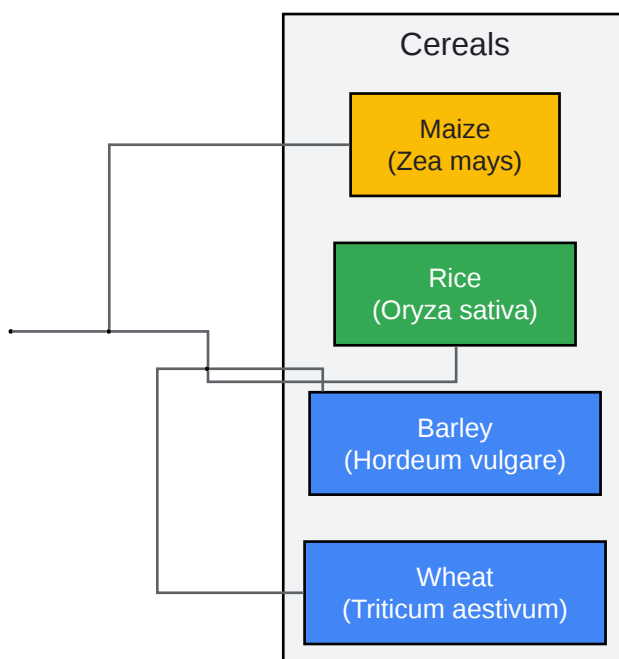 Cereals
Maize
(Zea mays)
Rice
(Oryza sativa)
Barley
(Hordeum vulgare)
Wheat
(Triticum aestivum)